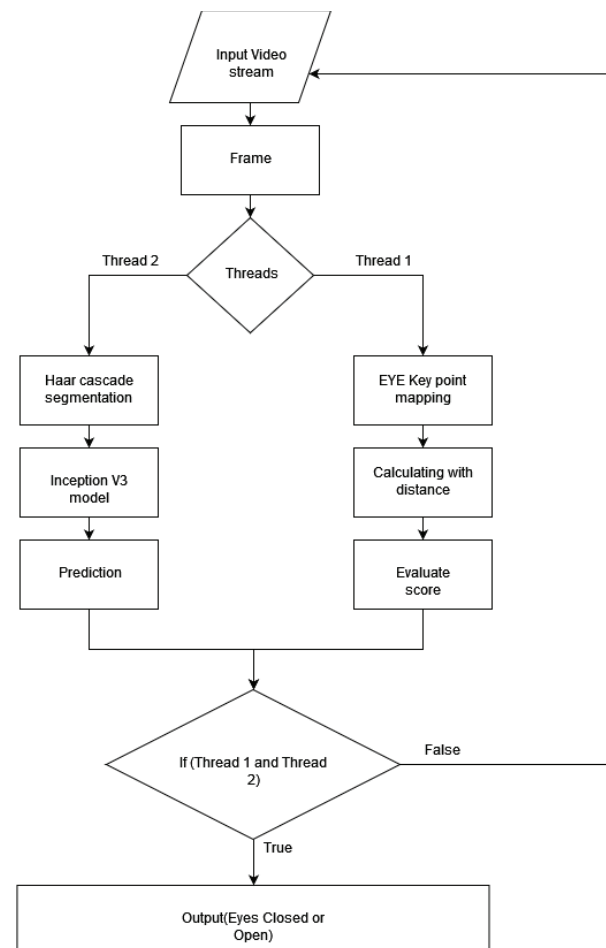 Input Video
stream
Frame
Threads
Thread 2
Thread 1
Haar cascade
segmentation
EYE Key point
mapping
Inception V3
model
Calculating with
distance
Prediction
Evaluate
score
If (Thread 1 and Thread
2)
False
True
Output(Eyes Closed or
Open)